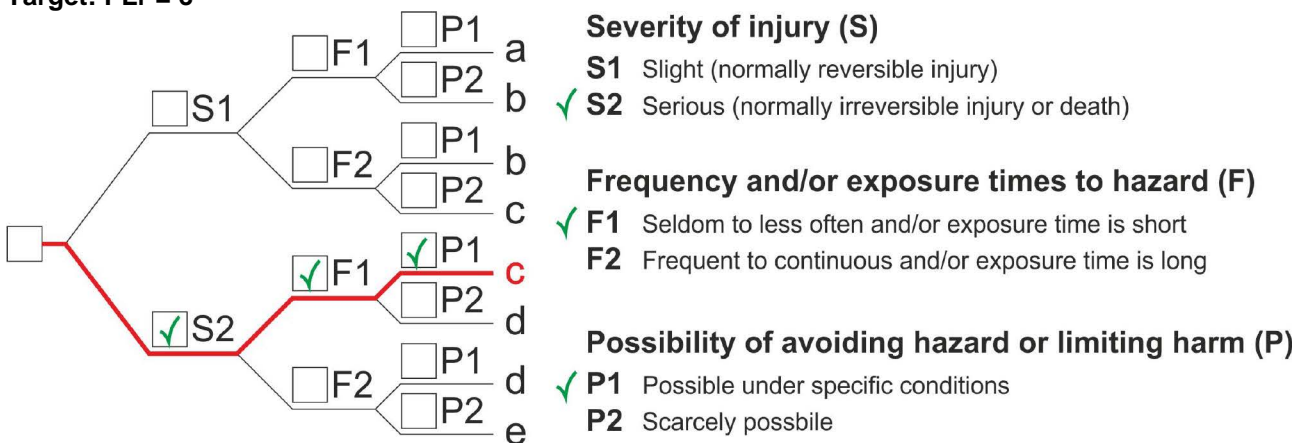 Target:
P1
F1
a
P2
b
S1
P1
b
F2
P2
c
P1
c
F1
P2
d
S2
P1
d
F2
P2
e
Severity of injury (S)
S1 Slight (normally reversible injury)
S2 Serious (normally irreversible injury or death)
Frequency and/or exposure times to hazard (F)
F1 Seldom to less often and/or exposure time is short
F2 Frequent to continuous and/or exposure time is long
Possibility of avoiding hazard or limiting harm (P)
P1 Possible under specific conditions
P2 Scarcely possbile